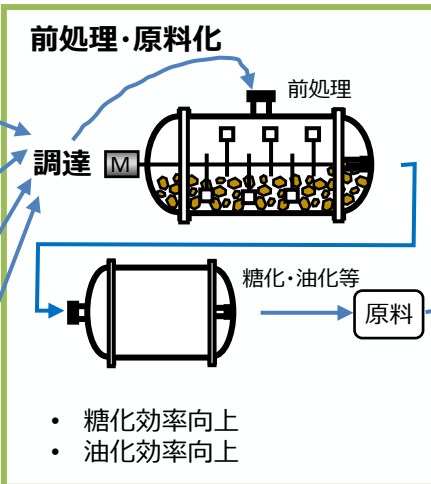 前処理・原料化
前処理
調達
M
糖化・油化等
原料
• 糖化効率向上
• 油化効率向上